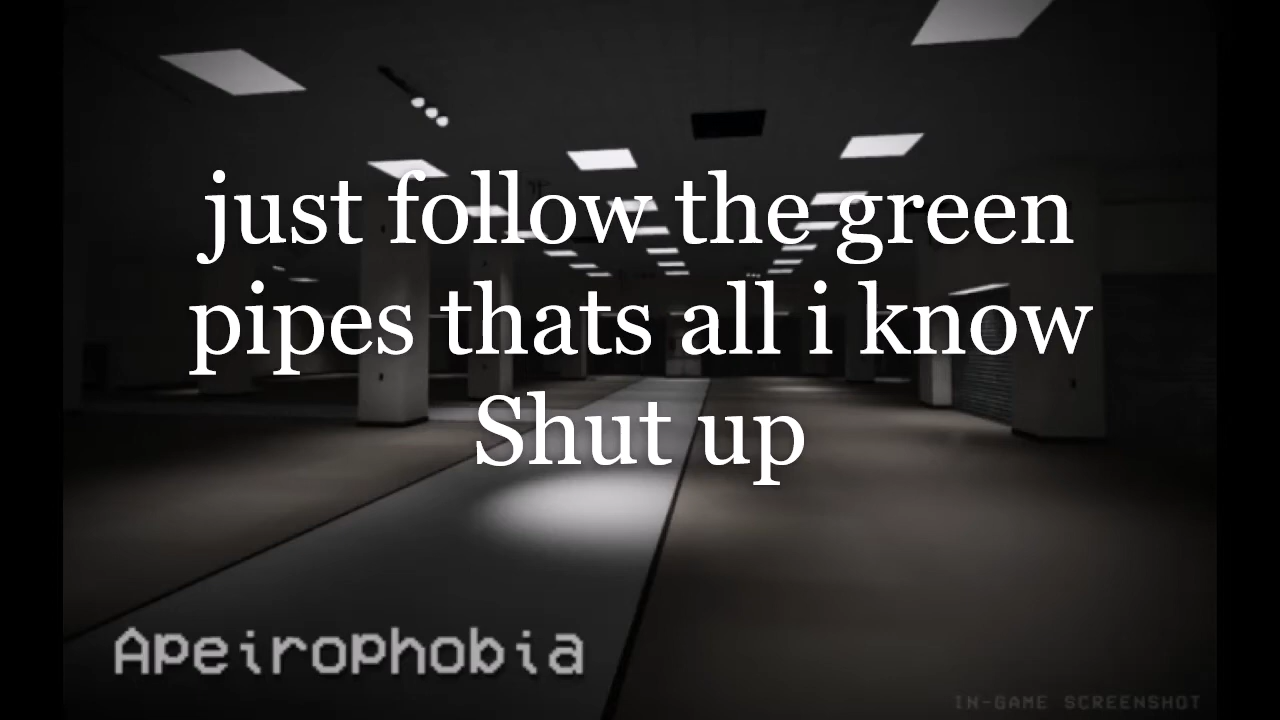 just follow the green
pipes thats all i know
Shut up
Apeirophobia
IN-GAME SCREENSHOT